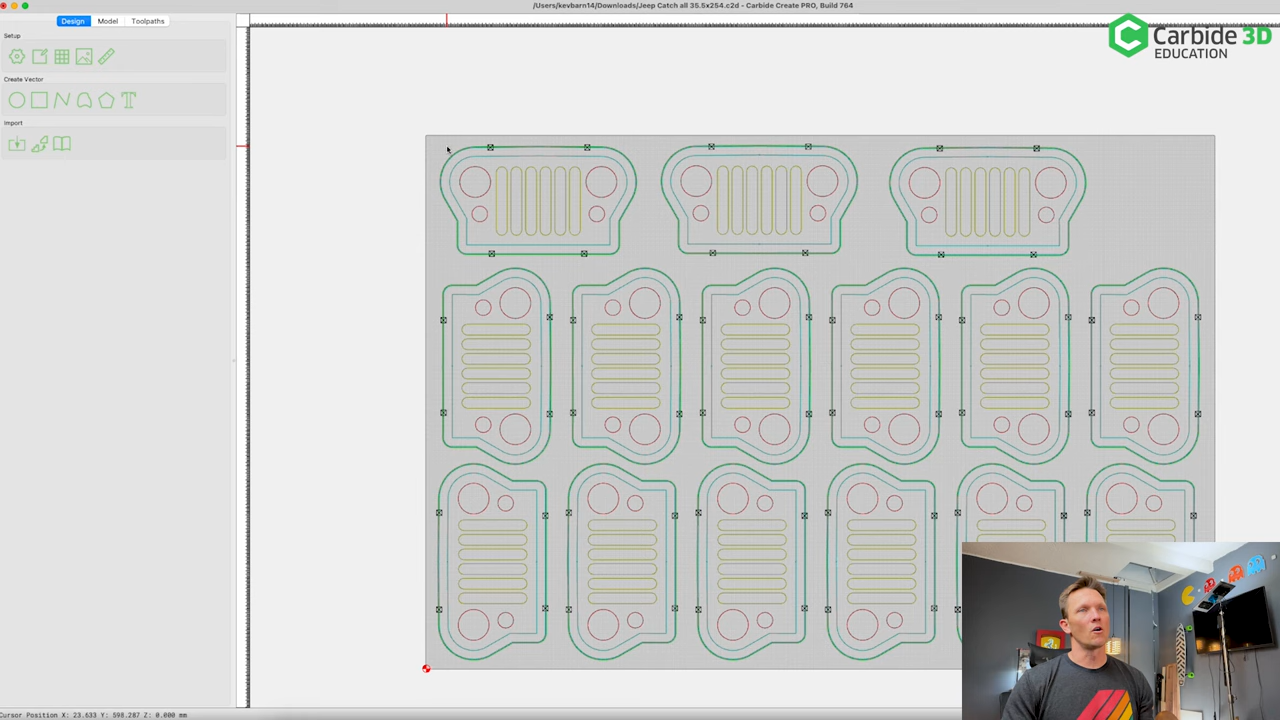 /Users/kevbarn14/Downloads/Jeep Catch all 35.5x254.c2d - Carbide Create PRO, Build 764
Design Model Toolpaths
Carbide 3D
EDUCATION
Setup
Create Vector
Import
Cursor Position X: 23.633 Y: 598.287 Z: 0.000 mm